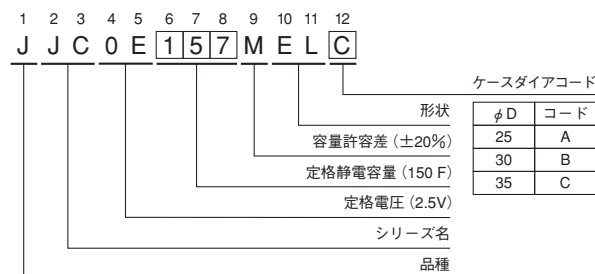 1 2 3 4 5 6 7 8 9 10 11 12
J J C 0 E 1 5 7 M E L C
ケースダイアコード
形状
φD コード
容量許容差 (±20%)
25 A
定格静電容量 (150 F)
30 B
35 C
定格電圧 (2.5V)
シリーズ名
品種